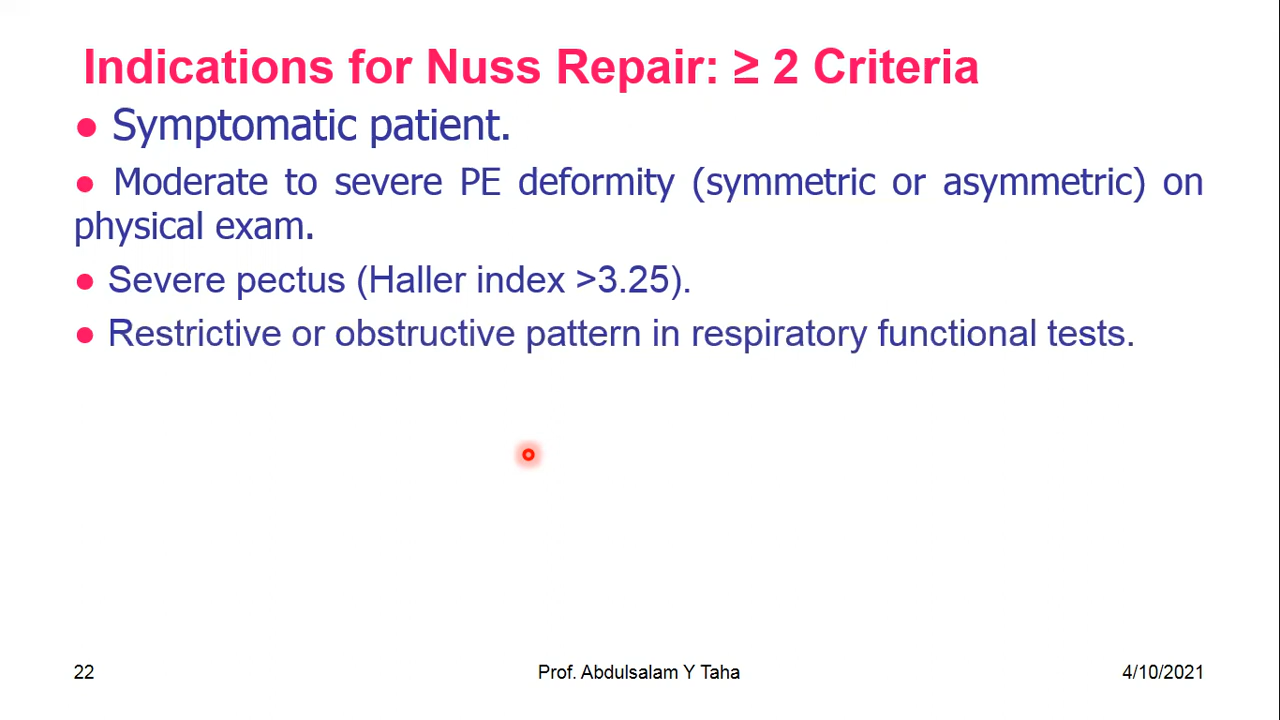 Indications for Nuss Repair: ≥ 2 Criteria
● Symptomatic patient.
● Moderate to severe PE deformity (symmetric or asymmetric) on
physical exam.
● Severe pectus (Haller index >3.25).
● Restrictive or obstructive pattern in respiratory functional tests.
22
Prof. Abdulsalam Y Taha
4/10/2021